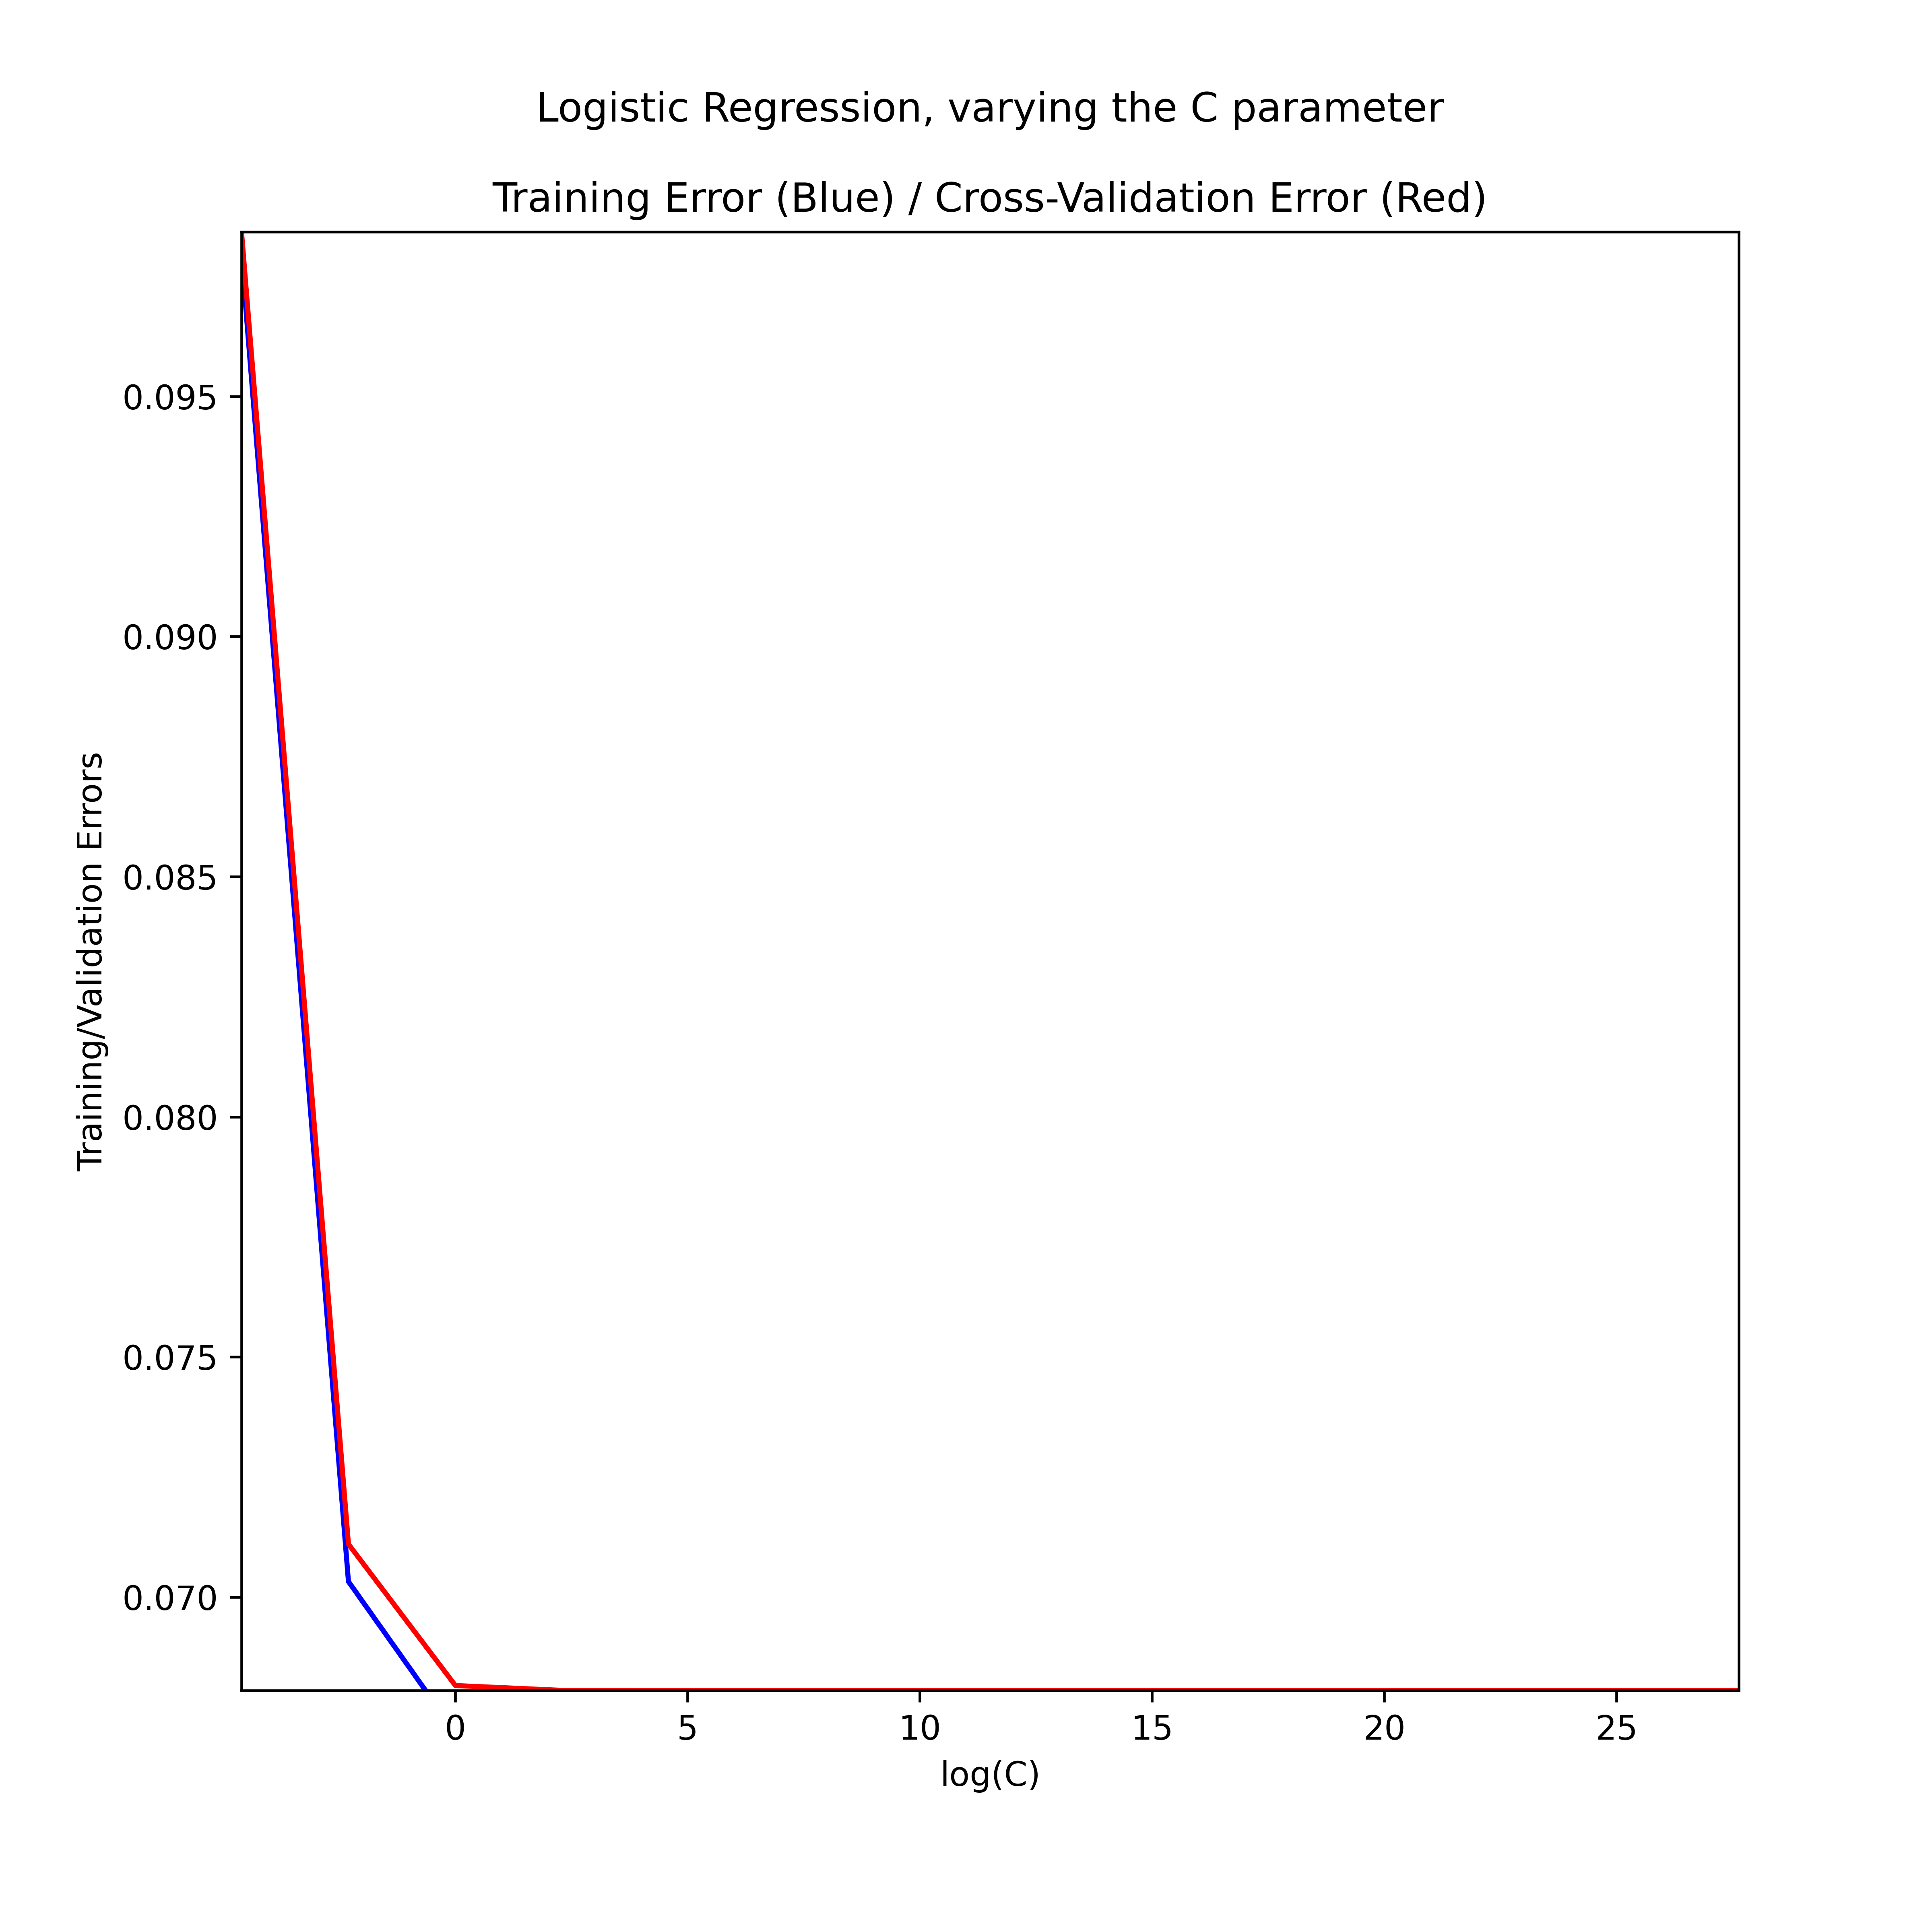 Logistic Regression, varying the C parameter
Training Error (Blue) / Cross-Validation Error (Red)
Training/Validation Errors
0.095
0.090
0.085
0.080
0.075
0.070
0 5 10 15 20 25
log(C)